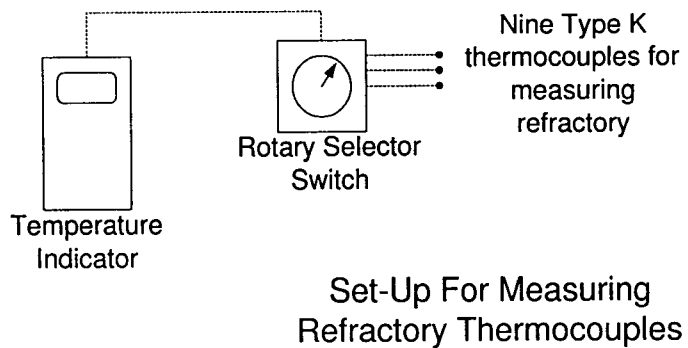 Nine Type K
thermocouples for
measuring
refractory
Rotary Selector
Switch
Temperature
Indicator
Set-Up For Measuring
Refractory Thermocouples